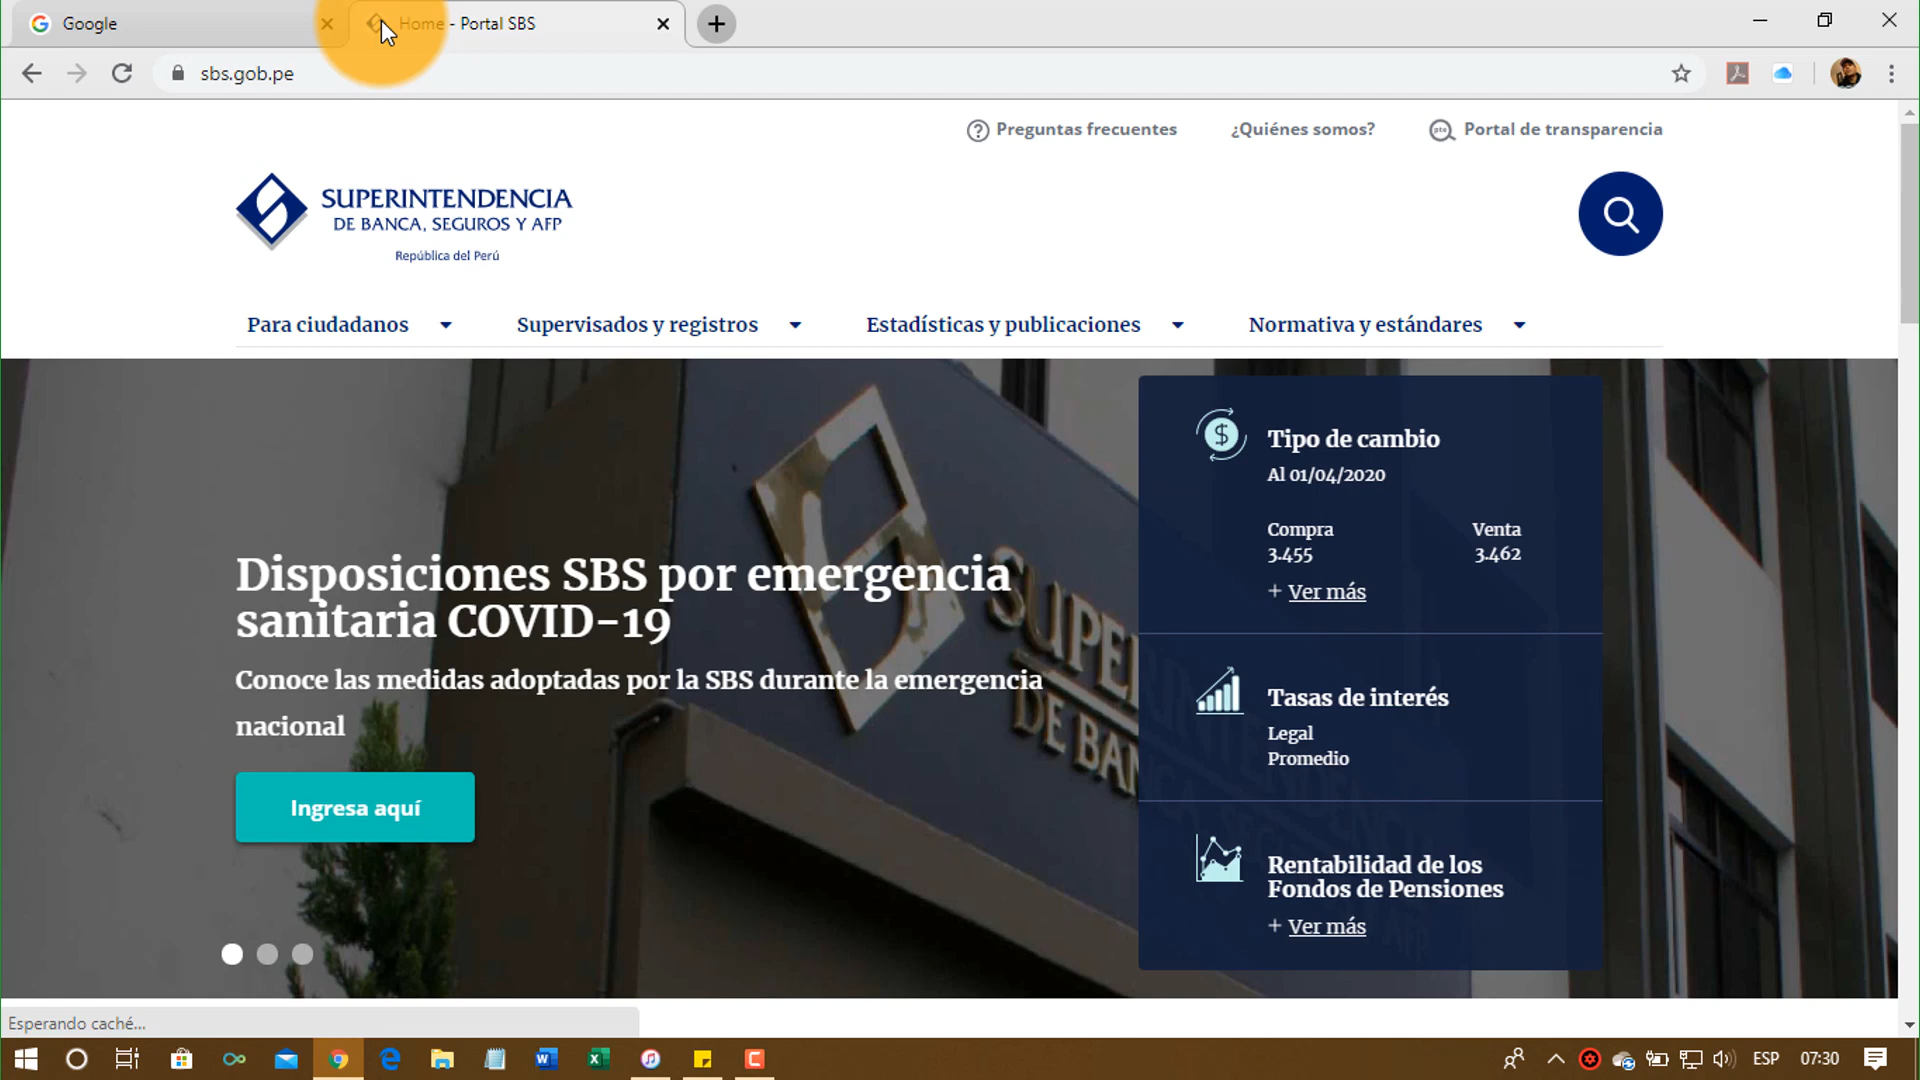 Google
Home - Portal SBS
sbs.gob.pe
Preguntas frecuentes
¿Quiénes somos?
Portal de transparencia
SUPERINTENDENCIA
DE BANCA, SEGUROS Y AFP
República del Perú
Para ciudadanos
Supervisados y registros
Estadísticas y publicaciones
Normativa y estándares
Tipo de cambio
Al 01/04/2020
Compra Venta
3.455 3.462
+ Ver más
Disposiciones SBS por emergencia
sanitaria COVID-19
Conoce las medidas adoptadas por la SBS durante la emergencia
nacional
Ingresa aquí
Tasas de interés
Legal
Promedio
Rentabilidad de los
Fondos de Pensiones
+ Ver más
Esperando caché...
ESP 07:30